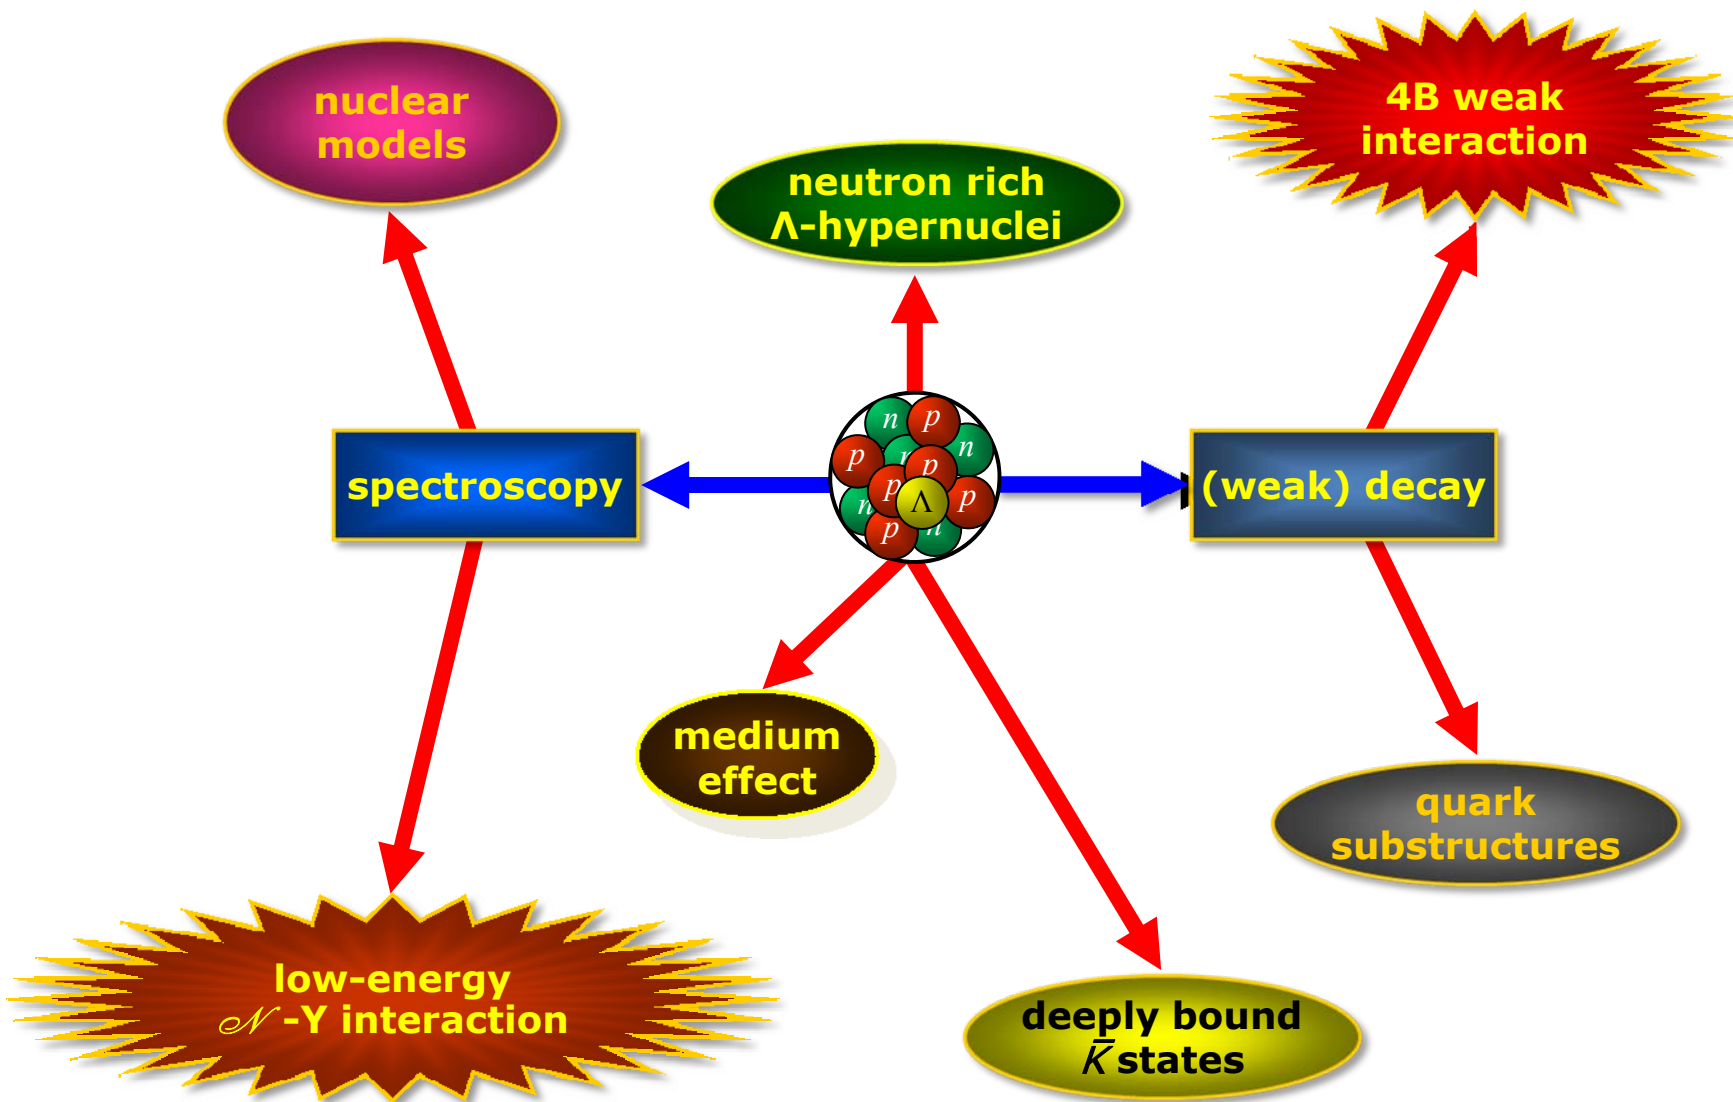 nuclear
models
4B weak
interaction
neutron rich
Λ-hypernuclei
n
p
p
n
n
p
p
p
Λ
n
p
n
spectroscopy
(weak) decay
medium
effect
quark
substructures
low-energy
𝒩 -Y interaction
deeply bound
K̄ states